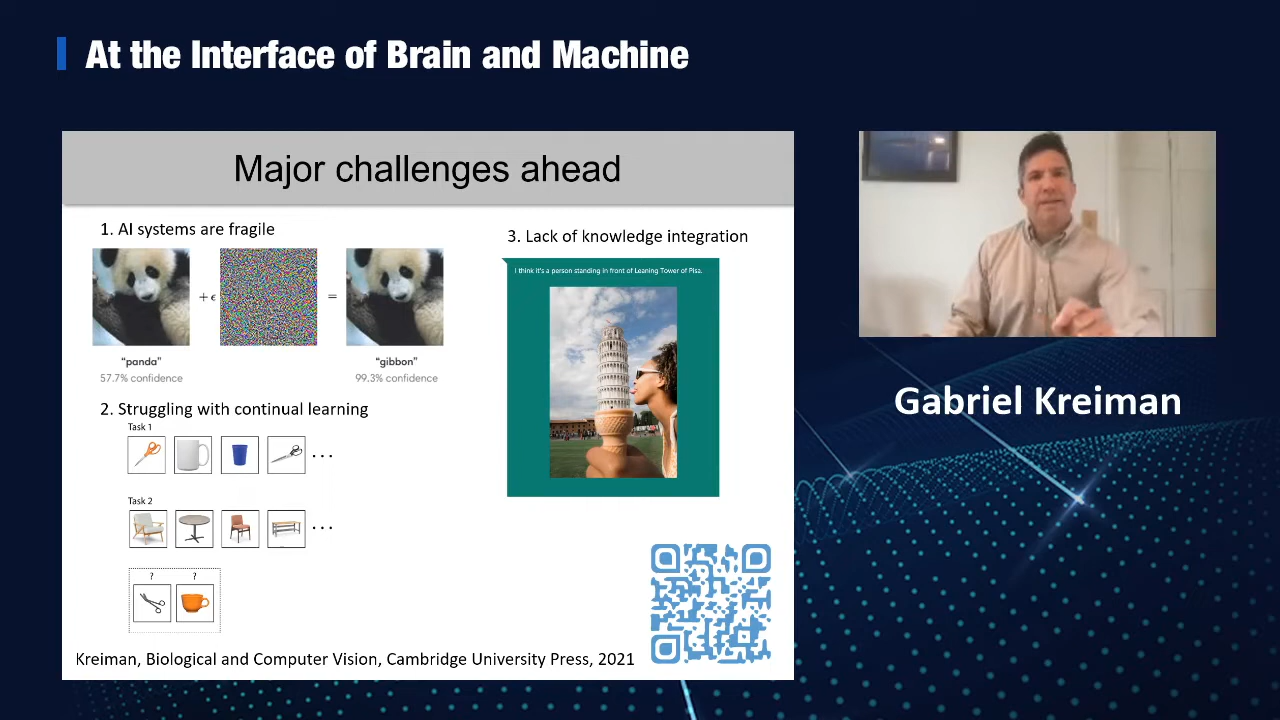 At the Interface of Brain and Machine
Major challenges ahead
1. AI systems are fragile
+ ϵ
=
“panda”
57.7% confidence
“gibbon”
99.3% confidence
2. Struggling with continual learning
Task 1
...
Task 2
...
? ?
3. Lack of knowledge integration
I think it's a person standing in front of Leaning Tower of Pisa.
Kreiman, Biological and Computer Vision, Cambridge University Press, 2021
Gabriel Kreiman